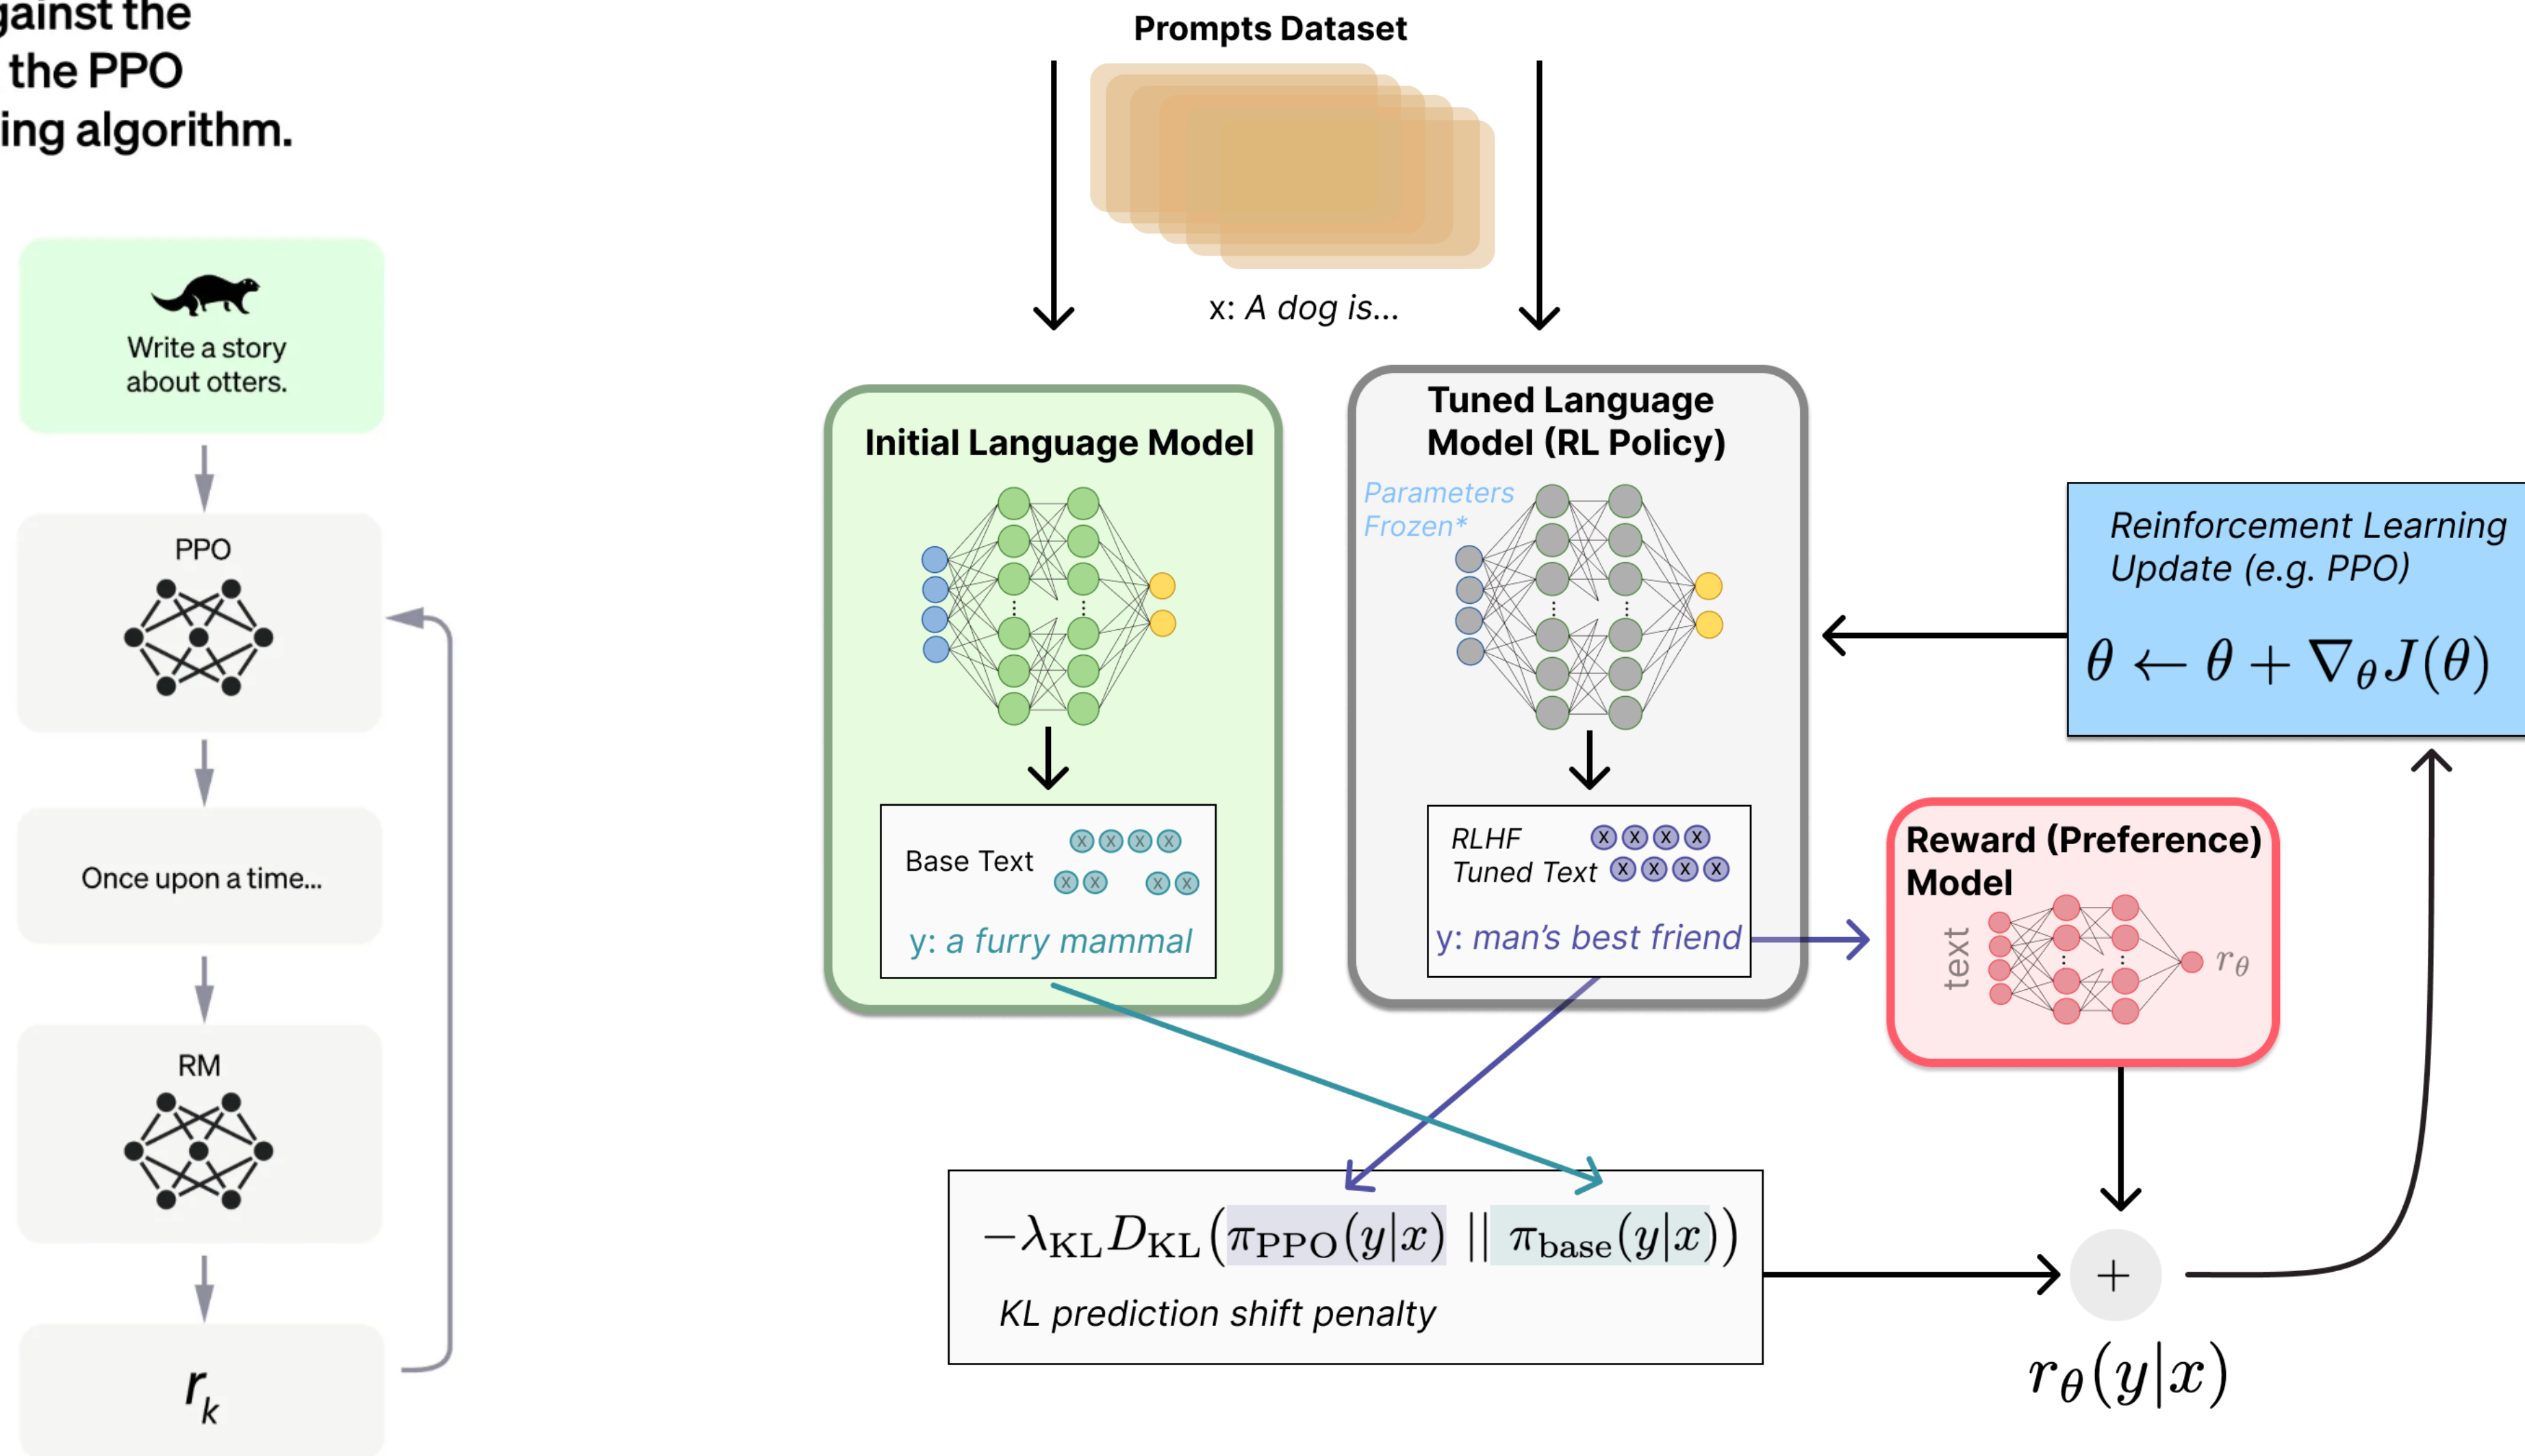 gainst the
the PPO
ing algorithm.
Write a story
about otters.
PPO
Once upon a time...
RM
r_k
Prompts Dataset
x: A dog is...
Initial Language Model
Base Text
x x x x
x x x x
y: a furry mammal
Tuned Language
Model (RL Policy)
Parameters
Frozen*
RLHF
Tuned Text
x x x x
x x x x
y: man's best friend
Reinforcement Learning
Update (e.g. PPO)
θ ← θ + ∇_θ J(θ)
Reward (Preference)
Model
text
r_θ
−λ_KL D_KL (π_PPO(y|x) || π_base(y|x))
KL prediction shift penalty
+
r_θ(y|x)